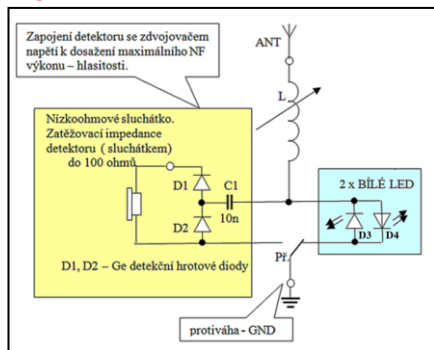 Zapojení detektoru se zdvojovačem
napětí k dosažení maximálního NF
výkonu – hlasitosti.
ANT
L
Nízkoohmové sluchátko.
Zatěžovací impedance
detektoru ( sluchátkem)
do 100 ohmů
D1
C1
10n
D2
2 x BÍLÉ LED
D3
D4
Př.
D1, D2 – Ge detekční hrotové diody
protiváha - GND